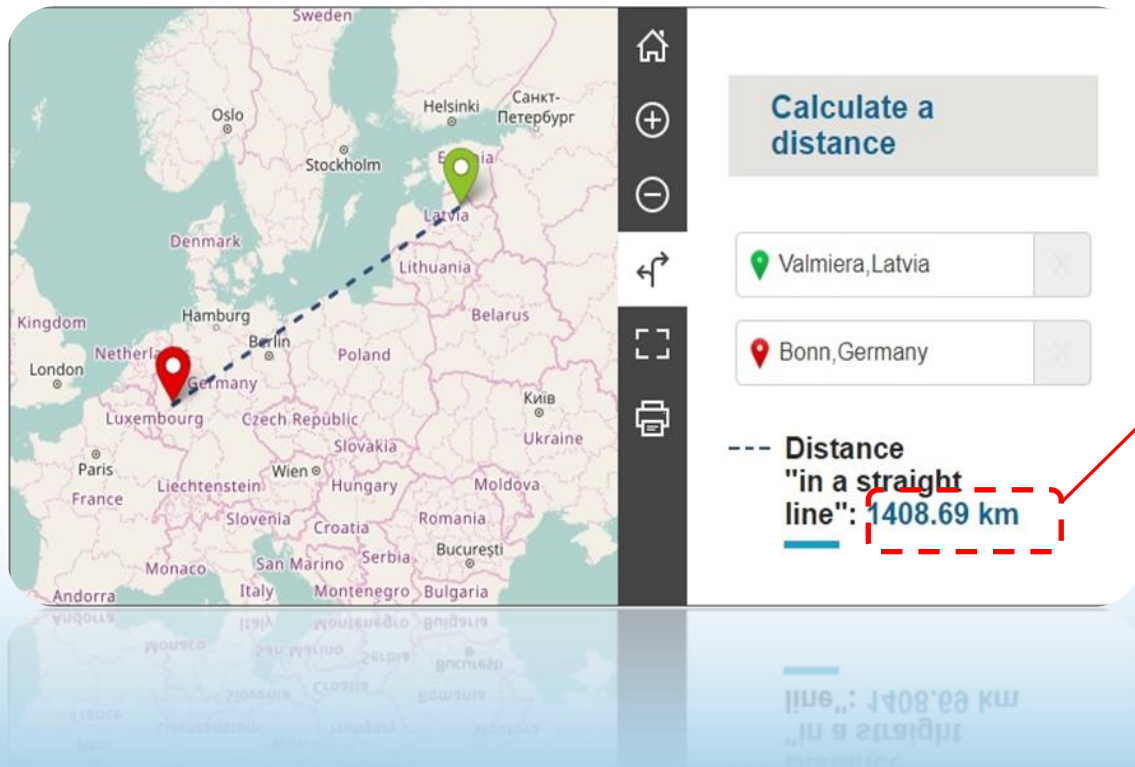 Sweden
Oslo
Helsinki
Санкт-
Петербург
Stockholm
Latvia
Denmark
Lithuania
Kingdom
Hamburg
Belarus
Berlin
London
Poland
Germany
Київ
Luxembourg
Czech Republic
Slovakia
Ukraine
Paris
Wien
Liechtenstein
Hungary
Moldova
France
Slovenia
Croatia
Romania
Monaco
San Marino
Serbia
București
Andorra
Italy
Montenegro
Bulgaria
Calculate a
distance
Valmiera,Latvia
Bonn,Germany
Distance
"in a straight
line": 1408.69 km